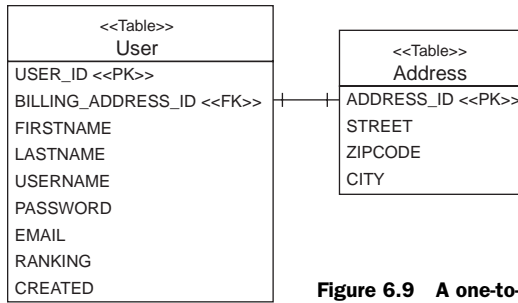 <<Table>>
User
USER_ID <<PK>>
BILLING_ADDRESS_ID <<FK>>
FIRSTNAME
LASTNAME
USERNAME
PASSWORD
EMAIL
RANKING
CREATED
<<Table>>
Address
ADDRESS_ID <<PK>>
STREET
ZIPCODE
CITY
Figure 6.9 A one-to-